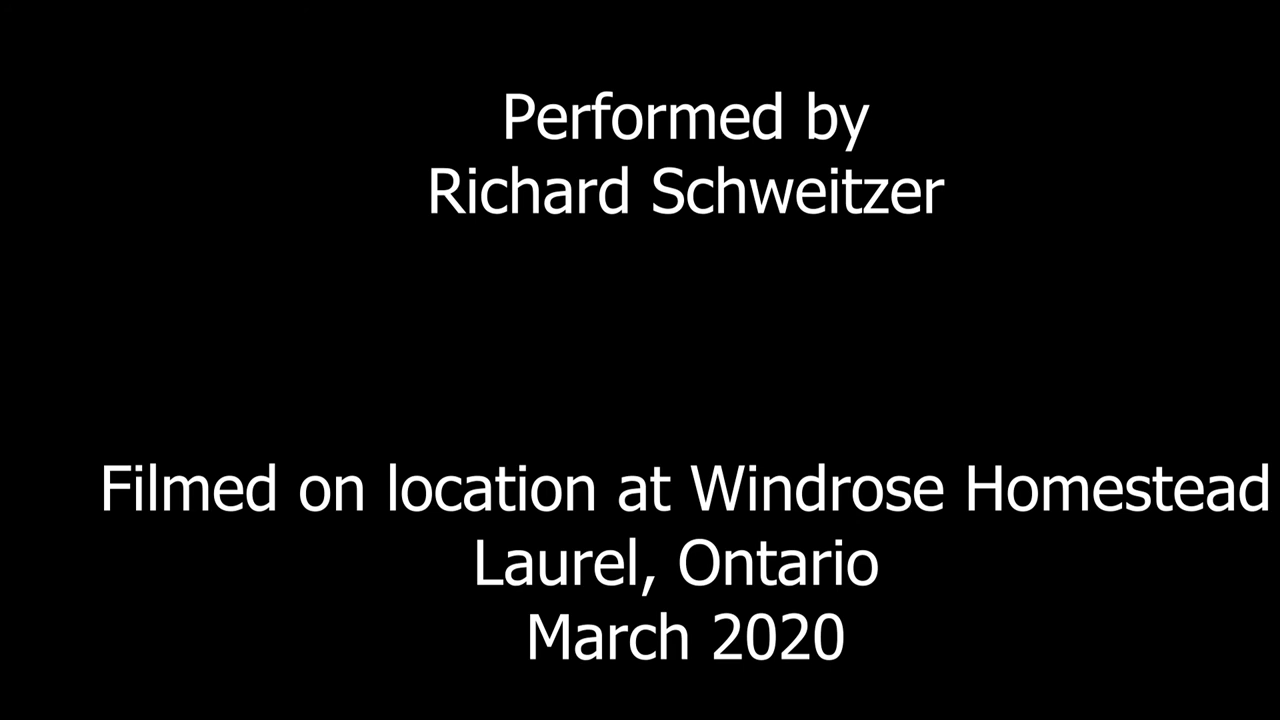 Performed by
Richard Schweitzer
Filmed on location at Windrose Homestead
Laurel, Ontario
March 2020